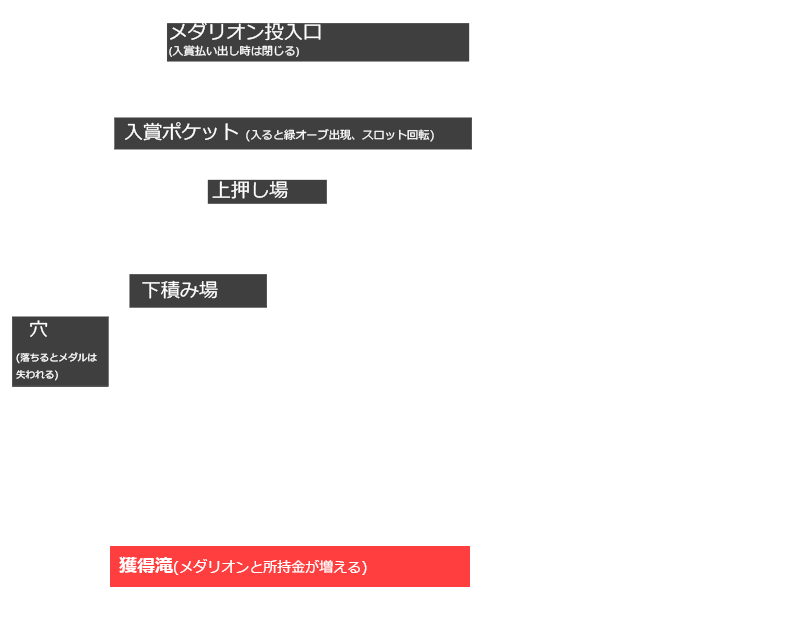 メダリオン投入口
(入賞払い出し時は閉じる)
入賞ポケット (入ると緑オーブ出現、スロット回転)
上押し場
下積み場
穴
(落ちるとメダルは
失われる)
獲得滝(メダリオンと所持金が増える)